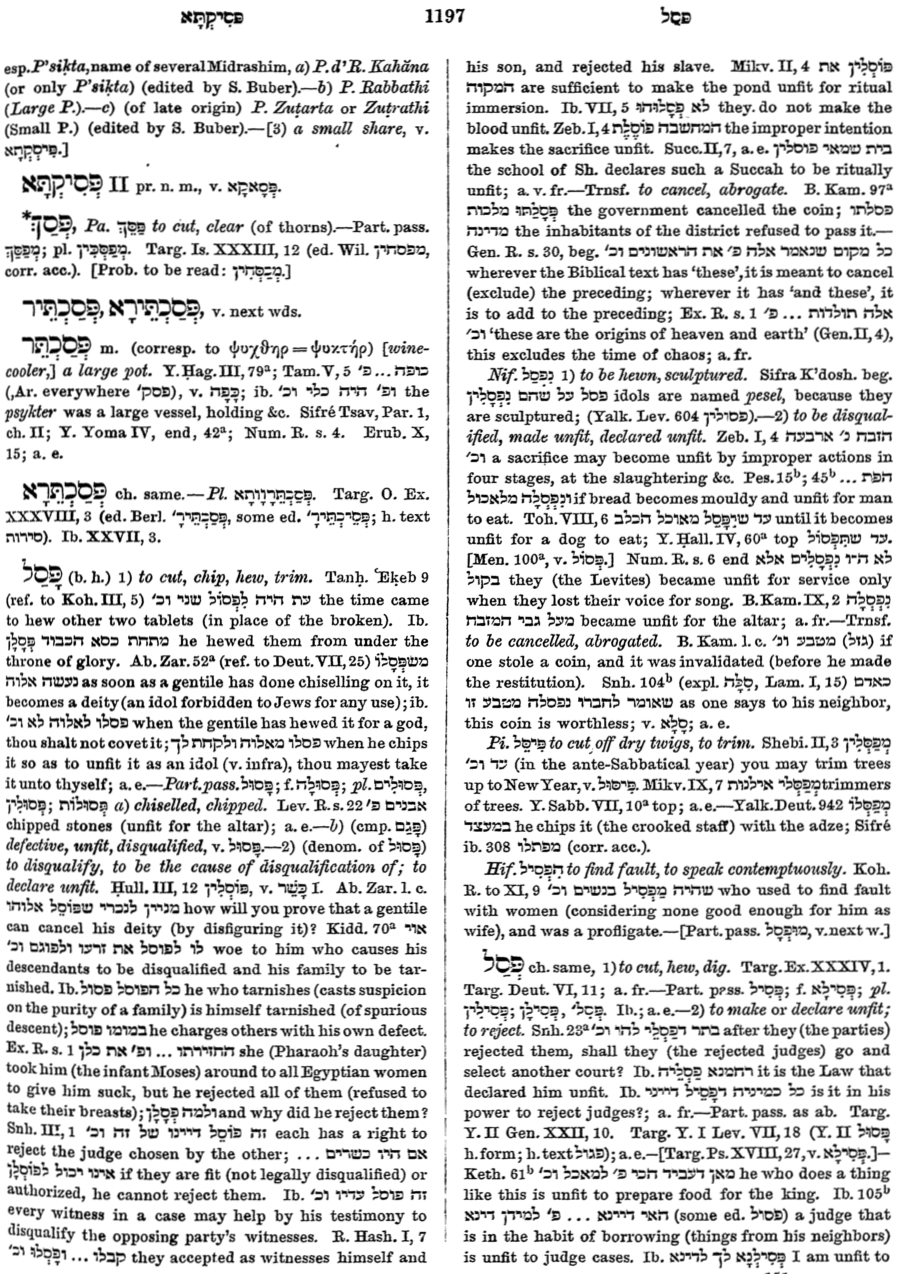 פְּסִיקְתָּא
1197
פסל
esp. P'sikta, name of several Midrashim, a) P. d'R. Kahăna
(or only P'sikta) (edited by S. Buber).—b) P. Rabbathi
(Large P.).—c) (of late origin) P. Zuṭarta or Zuṭrathi
(Small P.) (edited by S. Buber).—[3) a small share, v.
פִּיסְקְתָא.]
פְּסִיקְתָּא II pr. n. m., v. פְּסָאקָא.
פְּסַךְ*, Pa. פַּסֵּךְ to cut, clear (of thorns).—Part. pass.
מְפַסַּךְ; pl. מְפַסְּכִין. Targ. Is. XXXIII, 12 (ed. Wil. מפסחין,
corr. acc.). [Prob. to be read: מְכַסְּחִין.]
פְּסַכְתֵּירָא, פְּסַכְתֵּיר, v. next wds.
פְּסַכְתֵּר m. (corresp. to ψυχθηρ = ψυκτήρ) [wine-
cooler,] a large pot. Y. Ḥag. III, 79ᵃ; Tam. V, 5 כופה ... פ'
(Ar. everywhere פסק'), v. כָּפָה; ib. ופ' היה כלי וכ' the
psykter was a large vessel, holding &c. Sifré Tsav, Par. 1,
ch. II; Y. Yoma IV, end, 42ᵃ; Num. R. s. 4. Erub. X,
15; a. e.
פְּסַכְתֵּרָא ch. same.—Pl. פְּסַכְתֵּרָוָותָא. Targ. O. Ex.
XXXVIII, 3 (ed. Berl. פְּסַכְתֵּיר', some ed. פְּסֵיכְתֵּיר'; h. text
סירות). Ib. XXVII, 3.
פָּסַל (b. h.) 1) to cut, chip, hew, trim. Tanḥ. 'Ekeb 9
(ref. to Koh. III, 5) עת היה לִפְסוֹל שני וכ' the time came
to hew other two tablets (in place of the broken). Ib.
מתחת כסא הכבוד פְּסָלָן he hewed them from under the
throne of glory. Ab. Zar. 52ᵃ (ref. to Deut. VII, 25) משפְּסָלוֹ
נעשה אלוה as soon as a gentile has done chiselling on it, it
becomes a deity (an idol forbidden to Jews for any use); ib.
פסלו לאלוה לא וכ' when the gentile has hewed it for a god,
thou shalt not covet it; פסלו מאלוה ולקחת לך when he chips
it so as to unfit it as an idol (v. infra), thou mayest take
it unto thyself; a. e.—Part. pass. פָּסוּל; f. פְּסוּלָה; pl. פְּסוּלִים,
פְּסוּלִין; פְּסוּלוֹת a) chiselled, chipped. Lev. R. s. 22 אבנים פ'
chipped stones (unfit for the altar); a. e.—b) (cmp. פָּגַם)
defective, unfit, disqualified, v. פָּסוּל.—2) (denom. of פָּסוּל)
to disqualify, to be the cause of disqualification of; to
declare unfit. Ḥull. III, 12 פּוֹסְלִין, v. כָּשֵׁר I. Ab. Zar. l. c.
מניין לנכרי שפּוֹסֵל אלוהו how will you prove that a gentile
can cancel his deity (by disfiguring it)? Kidd. 70ᵃ אוי
לו לפוסל את זרעו ולפוגם וכ' woe to him who causes his
descendants to be disqualified and his family to be tar-
nished. Ib. כל הפוסל פסול he who tarnishes (casts suspicion
on the purity of a family) is himself tarnished (of spurious
descent); במומו פוסל he charges others with his own defect.
Ex. R. s. 1 החזירתו ... ופ' את כלן she (Pharaoh's daughter)
took him (the infant Moses) around to all Egyptian women
to give him suck, but he rejected all of them (refused to
take their breasts); ולמה פְּסָלָן and why did he reject them?
Snh. III, 1 זה פּוֹסֵל דיינו של זה וכ' each has a right to
reject the judge chosen by the other; ... אם היו כשרים
אינו יכול לפוֹסְלָן if they are fit (not legally disqualified) or
authorized, he cannot reject them. Ib. זה פוסל עדיו וכ'
every witness in a case may help by his testimony to
disqualify the opposing party's witnesses. R. Hash. I, 7
קבלו ... וּפָסְלוּ וכ' they accepted as witnesses himself and
his son, and rejected his slave. Mikv. II, 4 פּוֹסְלִין את
המקוה are sufficient to make the pond unfit for ritual
immersion. Ib. VII, 5 לא פְסָלוּהוּ they do not make the
blood unfit. Zeb. I, 4 המחשבה פּוֹסֶלֶת the improper intention
makes the sacrifice unfit. Succ. II, 7, a. e. בית שמאי פוסלין
the school of Sh. declares such a Succah to be ritually
unfit; a. v. fr.—Trnsf. to cancel, abrogate. B. Kam. 97ᵃ
פסלתו מלכות פְּסָלַתּוּ the government cancelled the coin;
מדינה the inhabitants of the district refused to pass it.—
Gen. R. s. 30, beg. כל מקום שנאמר אלה פ' את הראשונים וכ'
wherever the Biblical text has 'these', it is meant to cancel
(exclude) the preceding; wherever it has 'and these', it
is to add to the preceding; Ex. R. s. 1 אלה תולדות ... פ'
וכ' 'these are the origins of heaven and earth' (Gen. II, 4),
this excludes the time of chaos; a. fr.
Nif. נִפְסַל 1) to be hewn, sculptured. Sifra K'dosh. beg.
פסל על שהם נִפְסָלִין idols are named pesel, because they
are sculptured; (Yalk. Lev. 604 פסולין).—2) to be disqual-
ified, made unfit, declared unfit. Zeb. I, 4 הזבח נ' ארבעה
וכ' a sacrifice may become unfit by improper actions in
four stages, at the slaughtering &c. Pes. 15ᵇ; 45ᵇ ... הפת
וְנִפְסְלָה מלאכול if bread becomes mouldy and unfit for man
to eat. Toh. VIII, 6 עד שיִפָּסֵל מאוכל הכלב until it becomes
unfit for a dog to eat; Y. Ḥall. IV, 60ᵃ top עד שתִּפְסוֹל.
[Men. 100ᵃ, v. פְּסוֹל.] Num. R. s. 6 end לא היו נִפְסָלִים אלא
בקול they (the Levites) became unfit for service only
when they lost their voice for song. B. Kam. IX, 2 נִפְסְלָה
מעל גבי המזבח became unfit for the altar; a. fr.—Trnsf.
to be cancelled, abrogated. B. Kam. l. c. (גזל) מטבע ונ' if
one stole a coin, and it was invalidated (before he made
the restitution). Snh. 104ᵇ (expl. סִלָּה, Lam. I, 15) כאדם
שאומר לחברו נפסלה מטבע זו as one says to his neighbor,
this coin is worthless; v. סְלָא; a. e.
Pi. פִּיסֵּל to cut off dry twigs, to trim. Shebi. II, 3 מְפַסְּלִין
עד וכ' (in the ante-Sabbatical year) you may trim trees
up to New Year, v. פִּיסּוּל. Mikv. IX, 7 מְפַסְּלֵי אילנות trimmers
of trees. Y. Sabb. VII, 10ᵃ top; a. e.—Yalk. Deut. 942 מְפַסְּלוֹ
במעצד he chips it (the crooked staff) with the adze; Sifré
ib. 308 מפתלו (corr. acc.).
Hif. הִפְסִיל to find fault, to speak contemptuously. Koh.
R. to XI, 9 שהיה מַפְסִיל בנשים וכ' who used to find fault
with women (considering none good enough for him as
wife), and was a profligate.—[Part. pass. מוּפְסָל, v. next w.]
פְּסַל ch. same, 1) to cut, hew, dig. Targ. Ex. XXXIV, 1.
Targ. Deut. VI, 11; a. fr.—Part. pass. פְּסִיל; f. פְּסִילָא; pl.
פְּסִילִין; פְּסִילָן, פְּסַל'. Ib.; a. e.—2) to make or declare unfit;
to reject. Snh. 23ᵃ בתר דפַסְלֵי להו וכ' after they (the parties)
rejected them, shall they (the rejected judges) go and
select another court? Ib. רחמנא פַּסְלֵיה it is the Law that
declared him unfit. Ib. כל כמיניה דפָסֵיל דייני is it in his
power to reject judges?; a. fr.—Part. pass. as ab. Targ.
Y. II Gen. XXII, 10. Targ. Y. I Lev. VII, 18 (Y. II פָּסוּל
h. form; h. text פגול); a. e.—[Targ. Ps. XVIII, 27, v. פְּסִילָא.]—
Keth. 61ᵇ מאן דעביד הכי פ' למאכל וכ' he who does a thing
like this is unfit to prepare food for the king. Ib. 105ᵇ
האי דיינא ... פ' למידן דינא (some ed. פסול) a judge that
is in the habit of borrowing (things from his neighbors)
is unfit to judge cases. Ib. פְּסִילְנָא לך לדינא I am unfit to